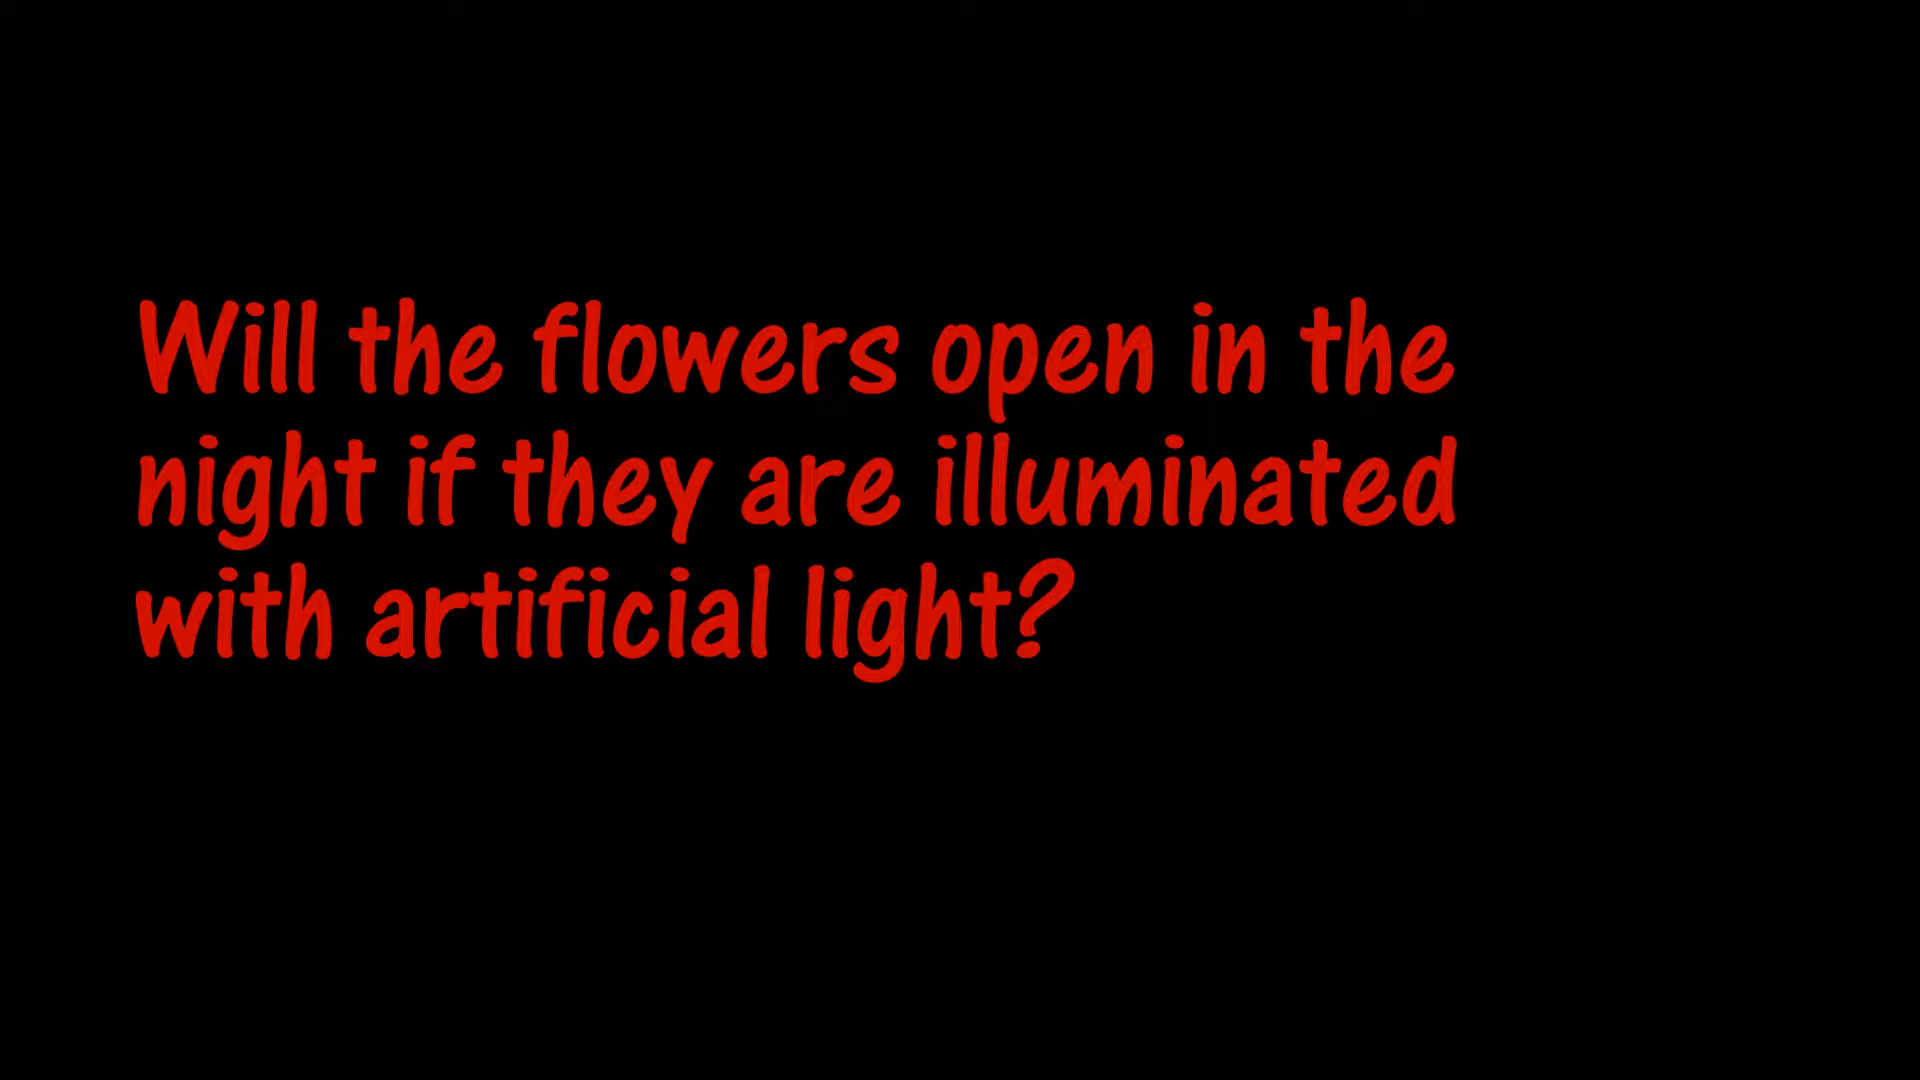 Will the flowers open in the
night if they are illuminated
with artificial light?